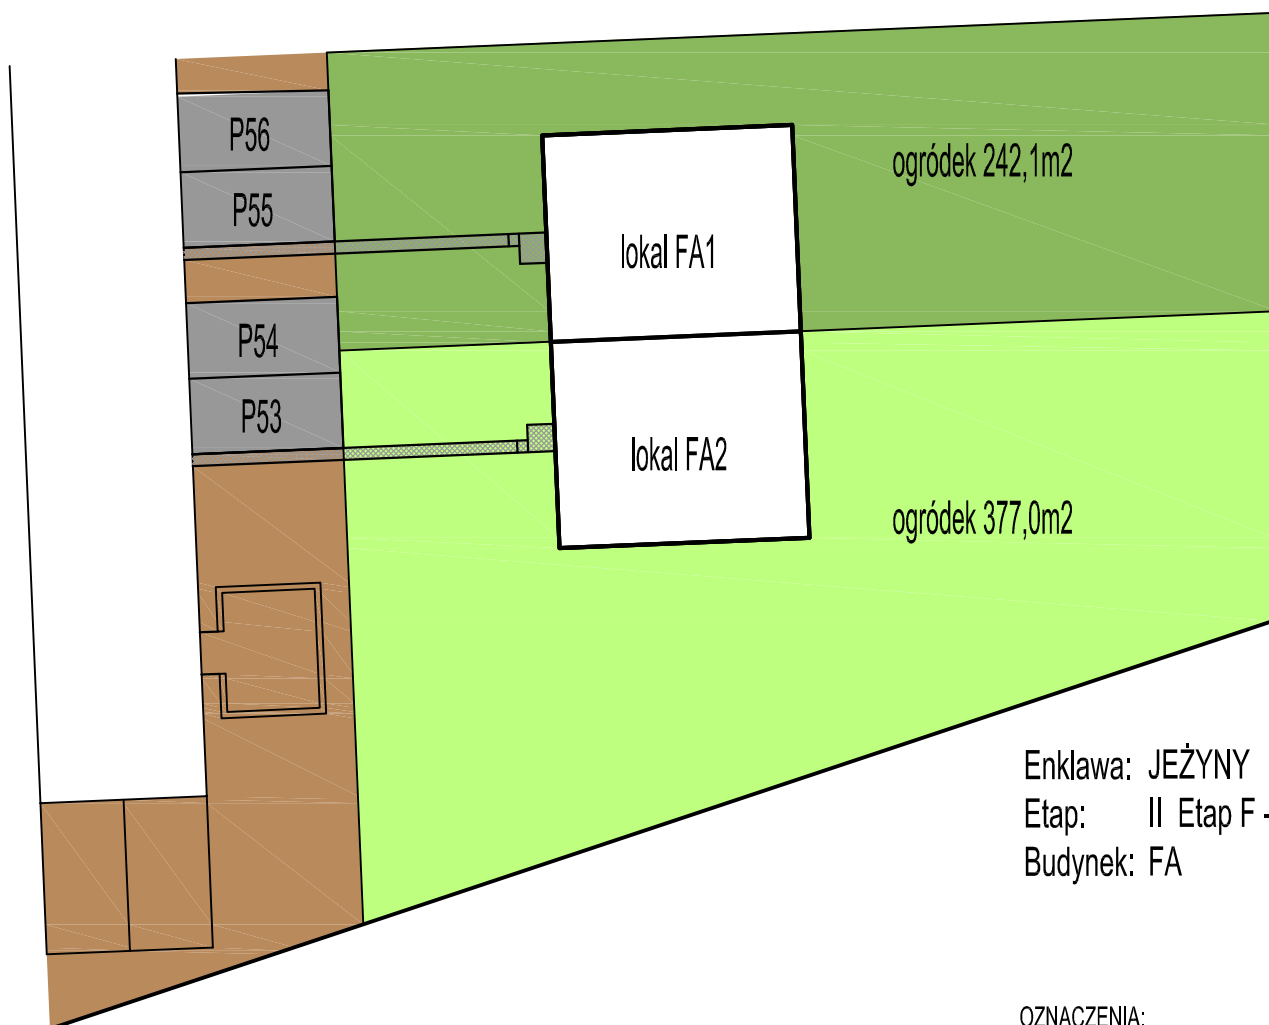 P56
ogródek 242,1m2
P55
lokal FA1
P54
P53
lokal FA2
ogródek 377,0m2
Enklawa: JEŻYNY
Etap: II Etap F -
Budynek: FA
OZNACZENIA: